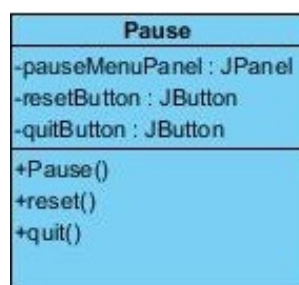 Pause
-pauseMenuPanel : JPanel
-resetButton : JButton
-quitButton : JButton
+Pause()
+reset()
+quit()